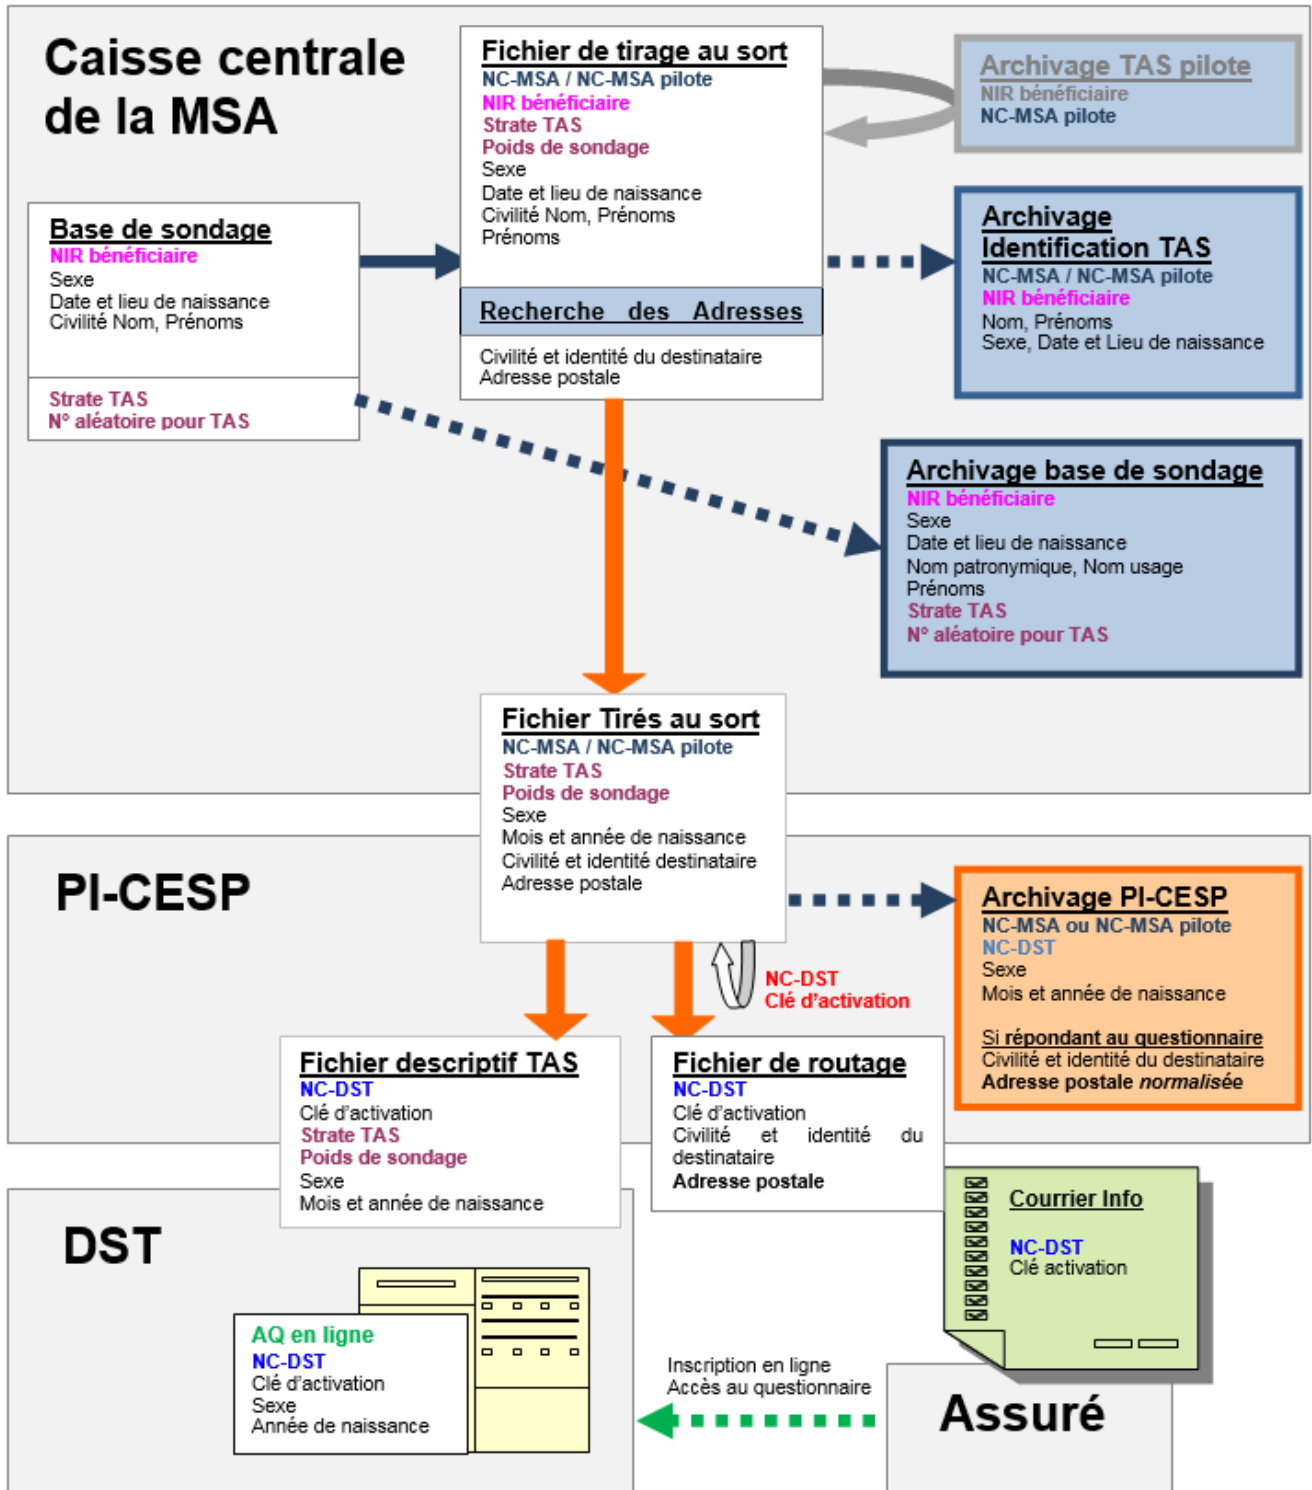 Caisse centrale
de la MSA
Fichier de tirage au sort
NC-MSA / NC-MSA pilote
NIR bénéficiaire
Strate TAS
Poids de sondage
Sexe
Date et lieu de naissance
Civilité Nom, Prénoms
Prénoms
Recherche des Adresses
Civilité et identité du destinataire
Adresse postale
Archivage TAS pilote
NIR bénéficiaire
NC-MSA pilote
Base de sondage
NIR bénéficiaire
Sexe
Date et lieu de naissance
Civilité Nom, Prénoms
Strate TAS
N° aléatoire pour TAS
Archivage
Identification TAS
NC-MSA / NC-MSA pilote
NIR bénéficiaire
Nom, Prénoms
Sexe, Date et Lieu de naissance
Archivage base de sondage
NIR bénéficiaire
Sexe
Date et lieu de naissance
Nom patronymique, Nom usage
Prénoms
Strate TAS
N° aléatoire pour TAS
Fichier Tirés au sort
NC-MSA / NC-MSA pilote
Strate TAS
Poids de sondage
Sexe
Mois et année de naissance
Civilité et identité destinataire
Adresse postale
PI-CESP
Archivage PI-CESP
NC-MSA ou NC-MSA pilote
NC-DST
Sexe
Mois et année de naissance
Si répondant au questionnaire
Civilité et identité du destinataire
Adresse postale normalisée
NC-DST
Clé d'activation
Fichier descriptif TAS
NC-DST
Clé d'activation
Strate TAS
Poids de sondage
Sexe
Mois et année de naissance
Fichier de routage
NC-DST
Clé d'activation
Civilité et identité du
destinataire
Adresse postale
DST
Courrier Info
NC-DST
Clé activation
AQ en ligne
NC-DST
Clé d'activation
Sexe
Année de naissance
Inscription en ligne
Accès au questionnaire
Assuré